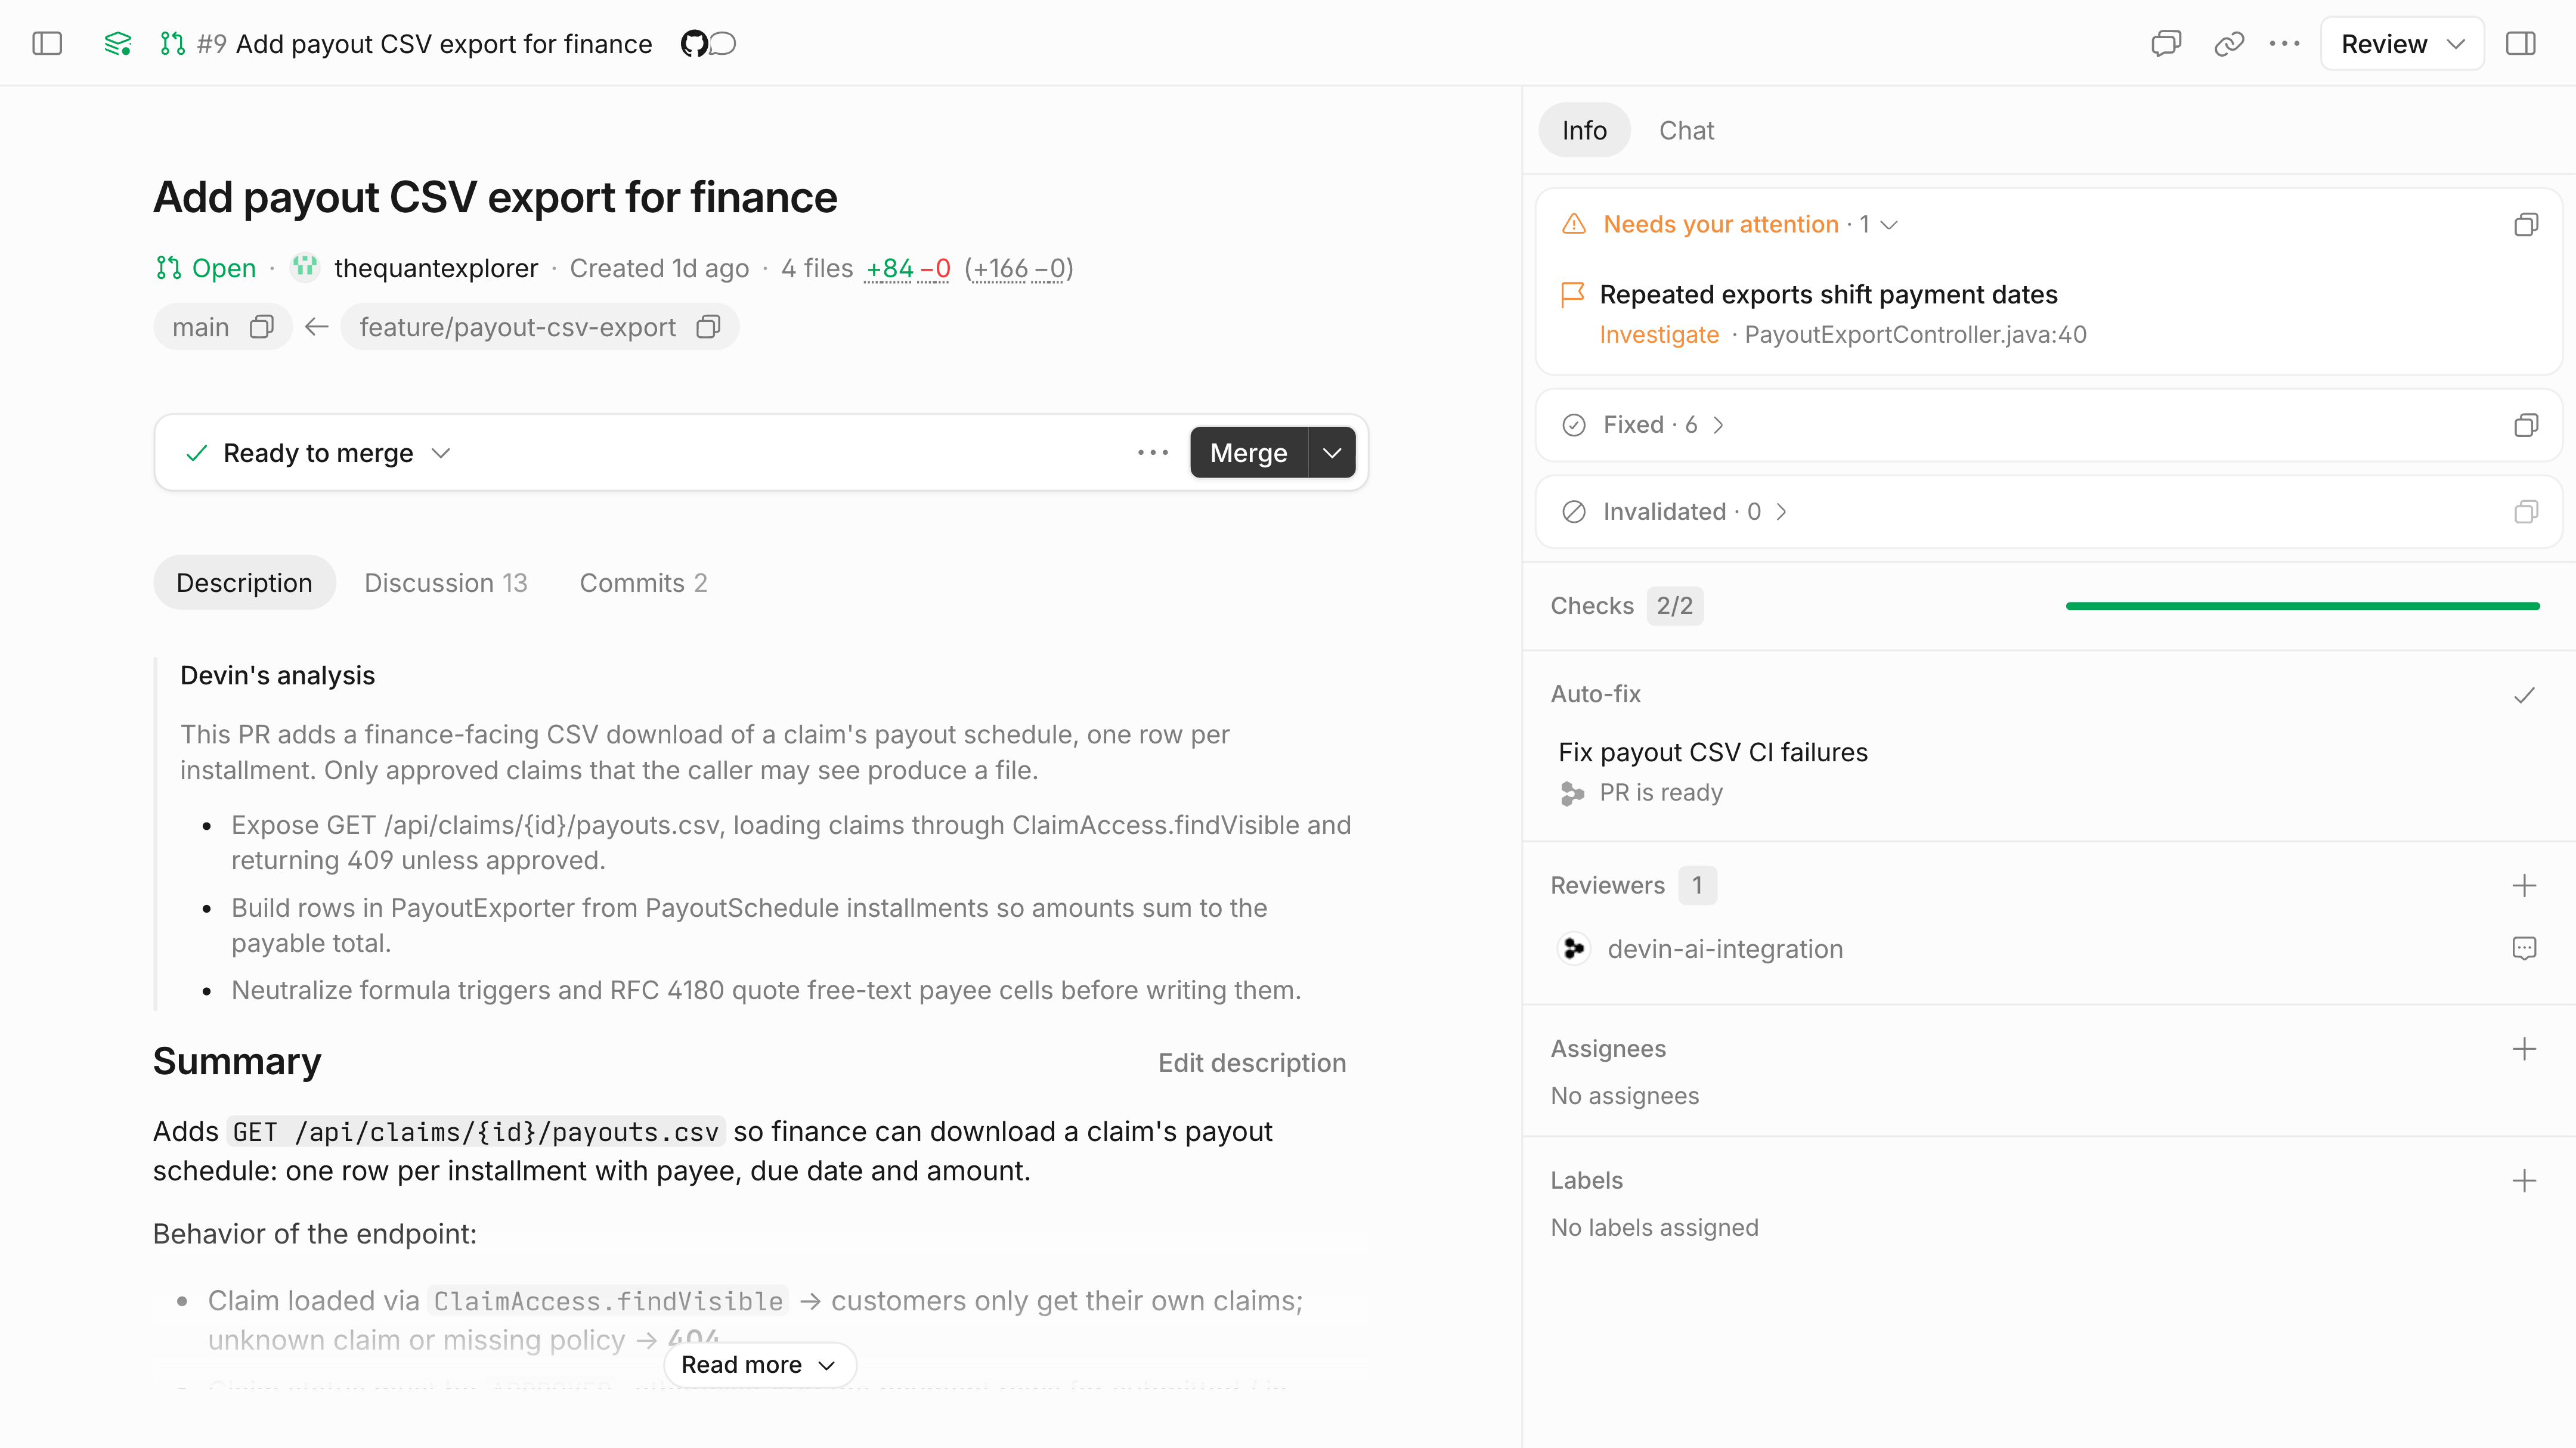 #9 Add payout CSV export for finance
Review
Add payout CSV export for finance
Open · thequantexplorer · Created 1d ago · 4 files +84 −0 (+166 −0)
main ← feature/payout-csv-export
Ready to merge
Merge
Description
Discussion 13
Commits 2
Devin's analysis
This PR adds a finance-facing CSV download of a claim's payout schedule, one row per
installment. Only approved claims that the caller may see produce a file.
• Expose GET /api/claims/{id}/payouts.csv, loading claims through ClaimAccess.findVisible and
returning 409 unless approved.
• Build rows in PayoutExporter from PayoutSchedule installments so amounts sum to the
payable total.
• Neutralize formula triggers and RFC 4180 quote free-text payee cells before writing them.
Summary
Edit description
Adds GET /api/claims/{id}/payouts.csv so finance can download a claim's payout
schedule: one row per installment with payee, due date and amount.
Behavior of the endpoint:
• Claim loaded via ClaimAccess.findVisible → customers only get their own claims;
unknown claim or missing policy → 404
Read more
Info
Chat
Needs your attention · 1
Repeated exports shift payment dates
Investigate · PayoutExportController.java:40
Fixed · 6
Invalidated · 0
Checks 2/2
Auto-fix
Fix payout CSV CI failures
PR is ready
Reviewers 1
devin-ai-integration
Assignees
No assignees
Labels
No labels assigned